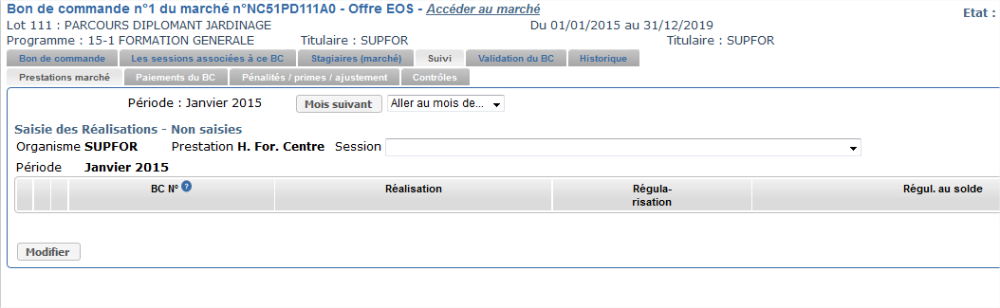 Bon de commande n°1 du marché n°NC51PD111A0 - Offre EOS - Accéder au marché
Etat :
Lot 111 : PARCOURS DIPLOMANT JARDINAGE Du 01/01/2015 au 31/12/2019
Programme : 15-1 FORMATION GENERALE - Titulaire : SUPFOR Titulaire : SUPFOR
Bon de commande Les sessions associées à ce BC Stagiaires (marché) Suivi Validation du BC Historique
Prestations marché Paiements du BC Pénalités / primes / ajustement Contrôles
Période : Janvier 2015 Mois suivant Aller au mois de...
Saisie des Réalisations - Non saisies
Organisme SUPFOR Prestation H. For. Centre Session
Période Janvier 2015
BC N° ? Réalisation Régula- Régul. au solde
risation
Modifier